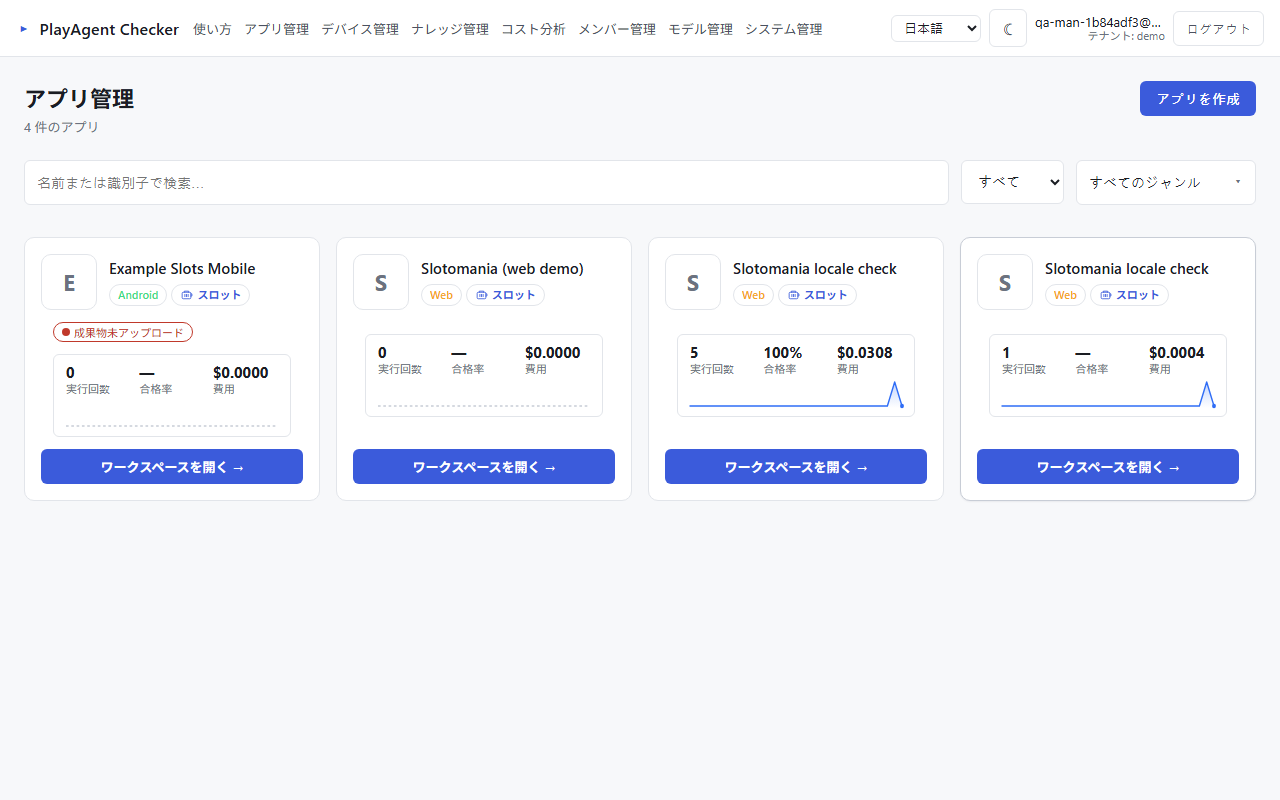 PlayAgent Checker 使い方 アプリ管理 デバイス管理 ナレッジ管理 コスト分析 メンバー管理 モデル管理 システム管理 日本語 qa-man-1b84adf3@... ログアウト
テナント: demo
アプリ管理 アプリを作成
4 件のアプリ
名前または識別子で検索... すべて すべてのジャンル
E Example Slots Mobile
Android スロット
成果物未アップロード
0 — $0.0000
実行回数 合格率 費用
ワークスペースを開く →
S Slotomania (web demo)
Web スロット
0 — $0.0000
実行回数 合格率 費用
ワークスペースを開く →
S Slotomania locale check
Web スロット
5 100% $0.0308
実行回数 合格率 費用
ワークスペースを開く →
S Slotomania locale check
Web スロット
1 — $0.0004
実行回数 合格率 費用
ワークスペースを開く →